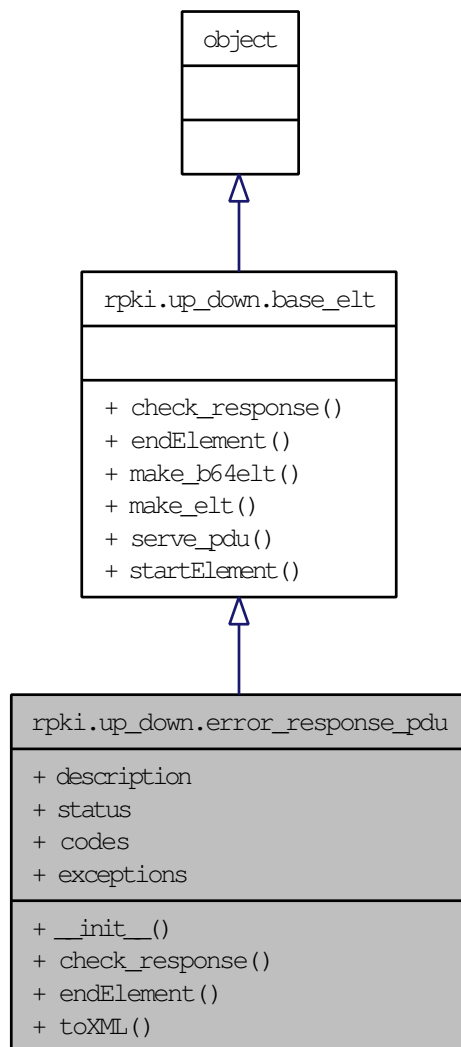 object
rpki.up_down.base_elt
+ check_response()
+ endElement()
+ make_b64elt()
+ make_elt()
+ serve_pdu()
+ startElement()
rpki.up_down.error_response_pdu
+ description
+ status
+ codes
+ exceptions
+ __init__()
+ check_response()
+ endElement()
+ toXML()